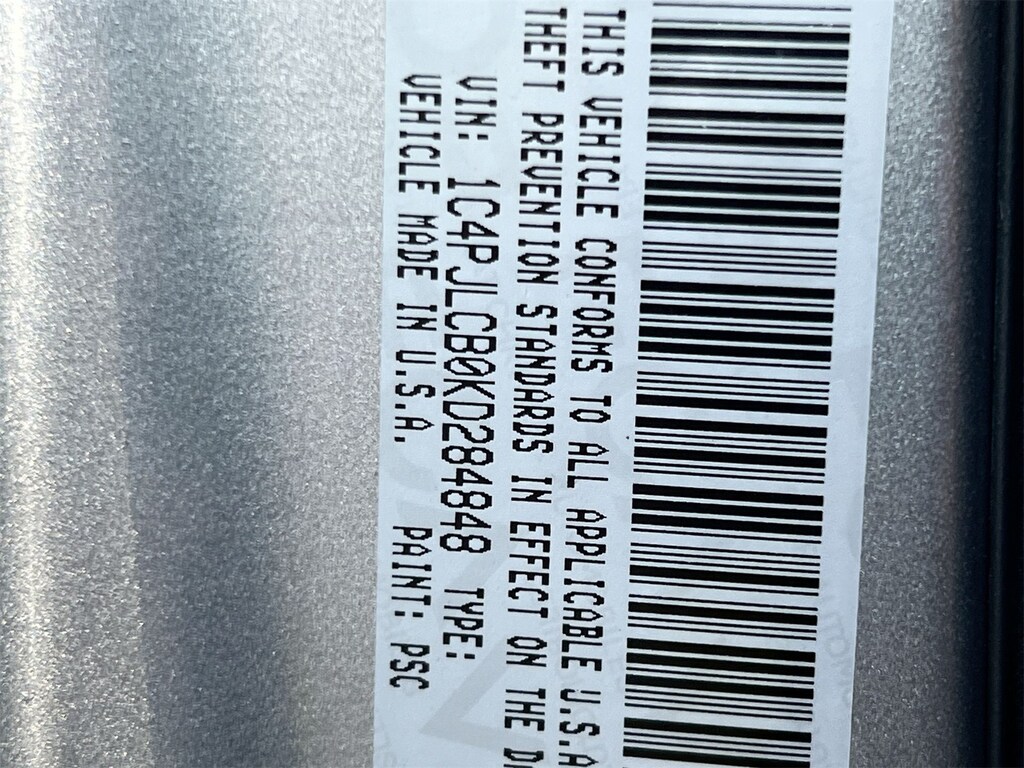 THIS VEHICLE CONFORMS TO ALL APPLICABLE U.S.A
THEFT PREVENTION STANDARDS IN EFFECT ON THE
VIN: 1C4PJLCB0KD284848 TYPE:
VEHICLE MADE IN U.S.A. PAINT: PSC